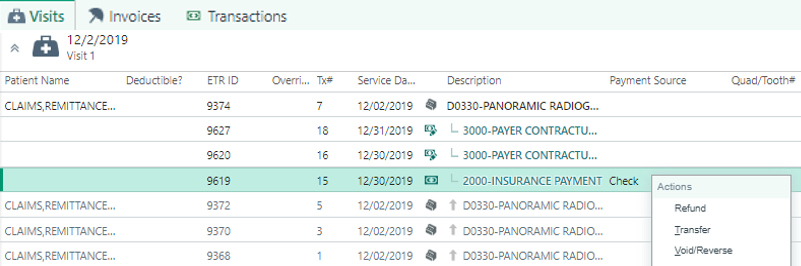 Visits Invoices Transactions
12/2/2019
Visit 1
Patient Name Deductible? ETR ID Overri... Tx# Service Da... Description Payment Source Quad/Tooth#
CLAIMS,REMITTANCE... 9374 7 12/02/2019 D0330-PANORAMIC RADIOG...
9627 18 12/31/2019 3000-PAYER CONTRACTU...
9620 16 12/30/2019 3000-PAYER CONTRACTU...
9619 15 12/30/2019 2000-INSURANCE PAYMENT Check
Actions
CLAIMS,REMITTANCE... 9372 5 12/02/2019 D0330-PANORAMIC RADIO...
Refund
CLAIMS,REMITTANCE... 9370 3 12/02/2019 D0330-PANORAMIC RADIO...
Transfer
CLAIMS,REMITTANCE... 9368 1 12/02/2019 D0330-PANORAMIC RADIO...
Void/Reverse